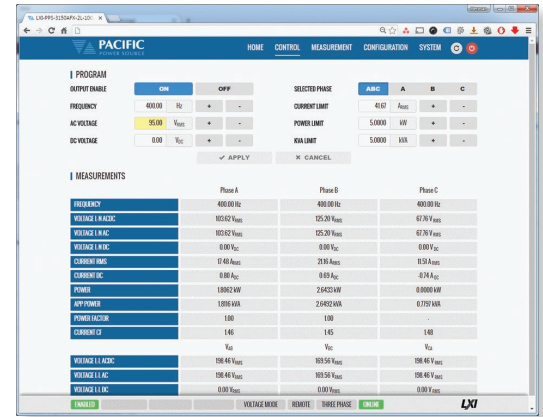 LXI-PPS-3150AFX-2L-10
PACIFIC
POWER SOURCE
HOME CONTROL MEASUREMENT CONFIGURATION SYSTEM
PROGRAM
OUTPUT ENABLE ON OFF SELECTED PHASE ABC A B C
FREQUENCY 400.00 Hz + - CURRENT LIMIT 41.67 ARMS + -
AC VOLTAGE 95.00 VRMS + - POWER LIMIT 5.0000 kW + -
DC VOLTAGE 0.00 VDC + - KVA LIMIT 5.0000 kVA + -
✓ APPLY × CANCEL
MEASUREMENTS
Phase A Phase B Phase C
FREQUENCY 400.00 Hz 400.00 Hz 400.00 Hz
VOLTAGE L N ACDC 103.62 VRMS 125.20 VRMS 67.76 VRMS
VOLTAGE L N AC 103.62 VRMS 125.20 VRMS 67.76 VRMS
VOLTAGE L N DC 0.00 VDC 0.00 VDC 0.00 VDC
CURRENT RMS 17.48 ARMS 21.16 ARMS 11.51 ARMS
CURRENT DC 0.80 ADC 0.69 ADC -0.74 ADC
POWER 1.8062 kW 2.6433 kW 0.0000 kW
APP POWER 1.8116 kVA 2.6492 kVA 0.7797 kVA
POWER FACTOR 1.00 1.00 -
CURRENT CF 1.46 1.45 1.48
VAB VBC VCA
VOLTAGE L L ACDC 198.46 VRMS 169.56 VRMS 198.46 VRMS
VOLTAGE L L AC 198.46 VRMS 169.56 VRMS 198.46 VRMS
VOLTAGE L L DC 0.00 VRMS 0.00 VRMS 0.00 VRMS
ENABLED VOLTAGE MODE REMOTE THREE PHASE ONLINE LXI